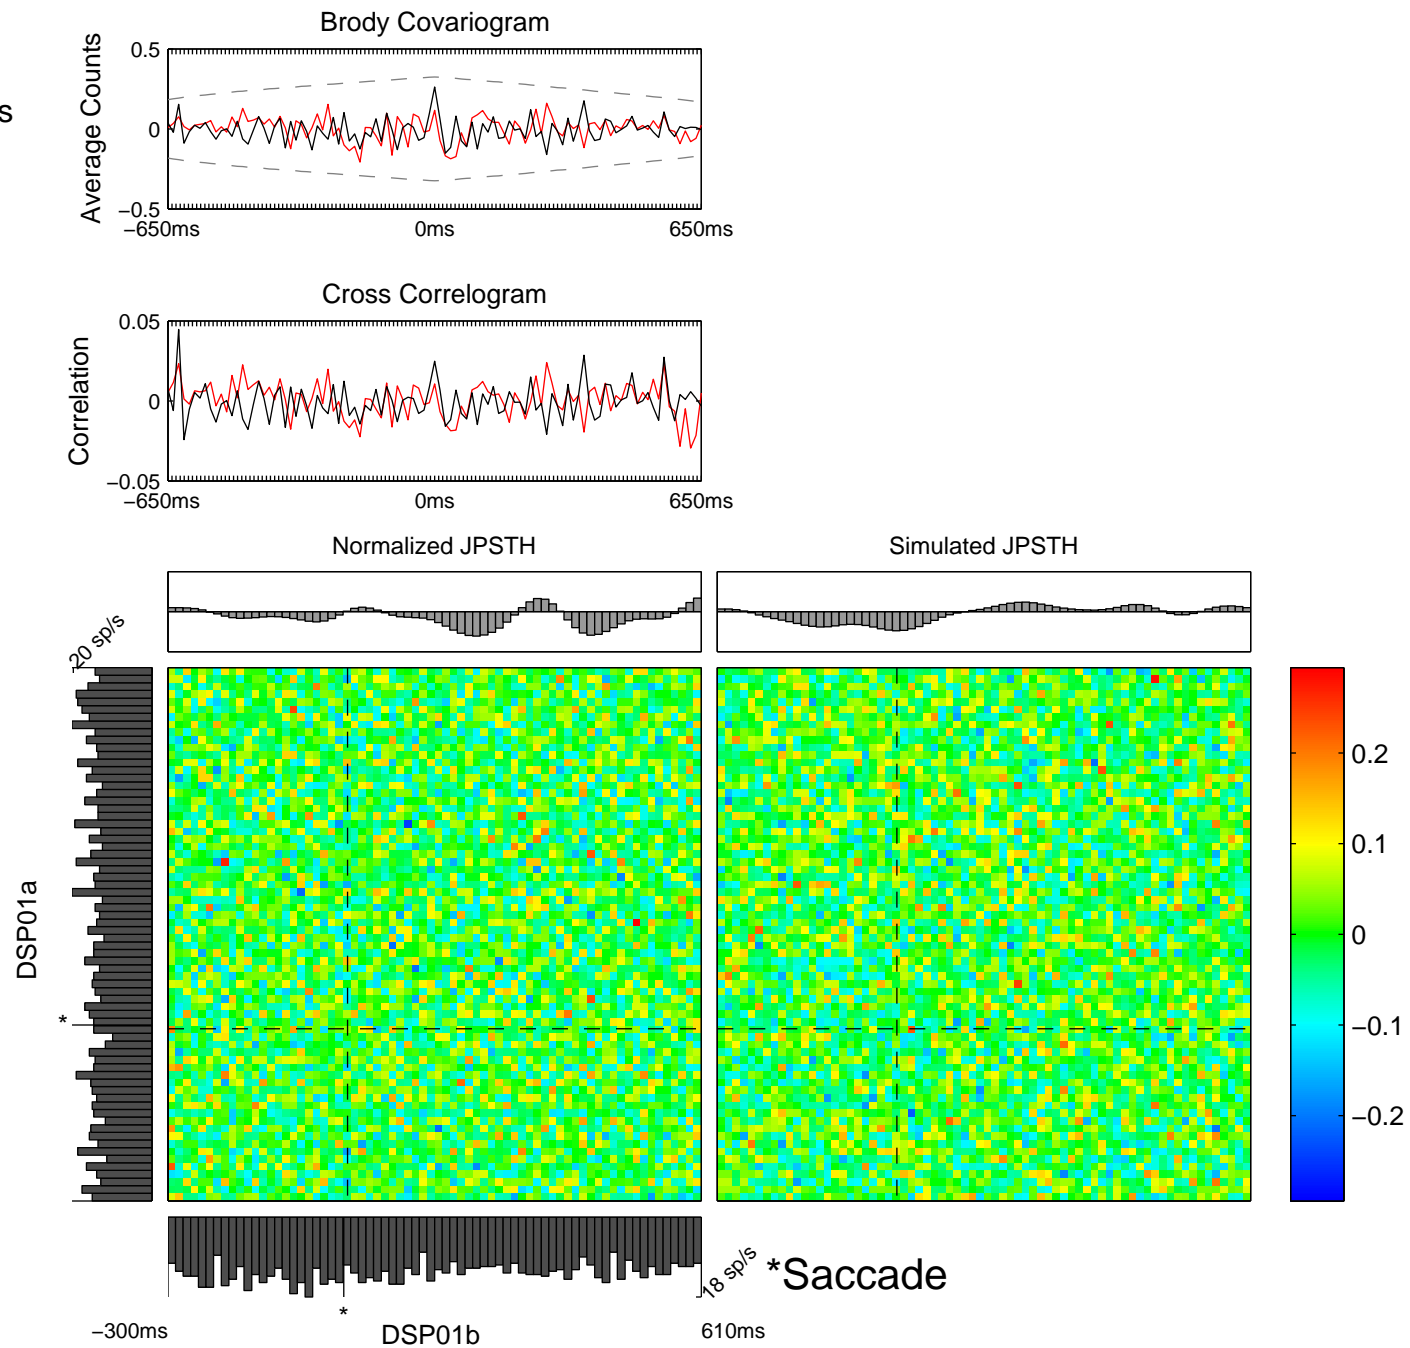 Brody Covariogram
s
Average Counts
0.5
0
−0.5
−650ms
0ms
650ms
Cross Correlogram
Correlation
0.05
0
−0.05
−650ms
0ms
650ms
Normalized JPSTH
Simulated JPSTH
20 sp/s
DSP01a
*
0.2
0.1
0
−0.1
−0.2
18 sp/s
*Saccade
*
−300ms
DSP01b
610ms